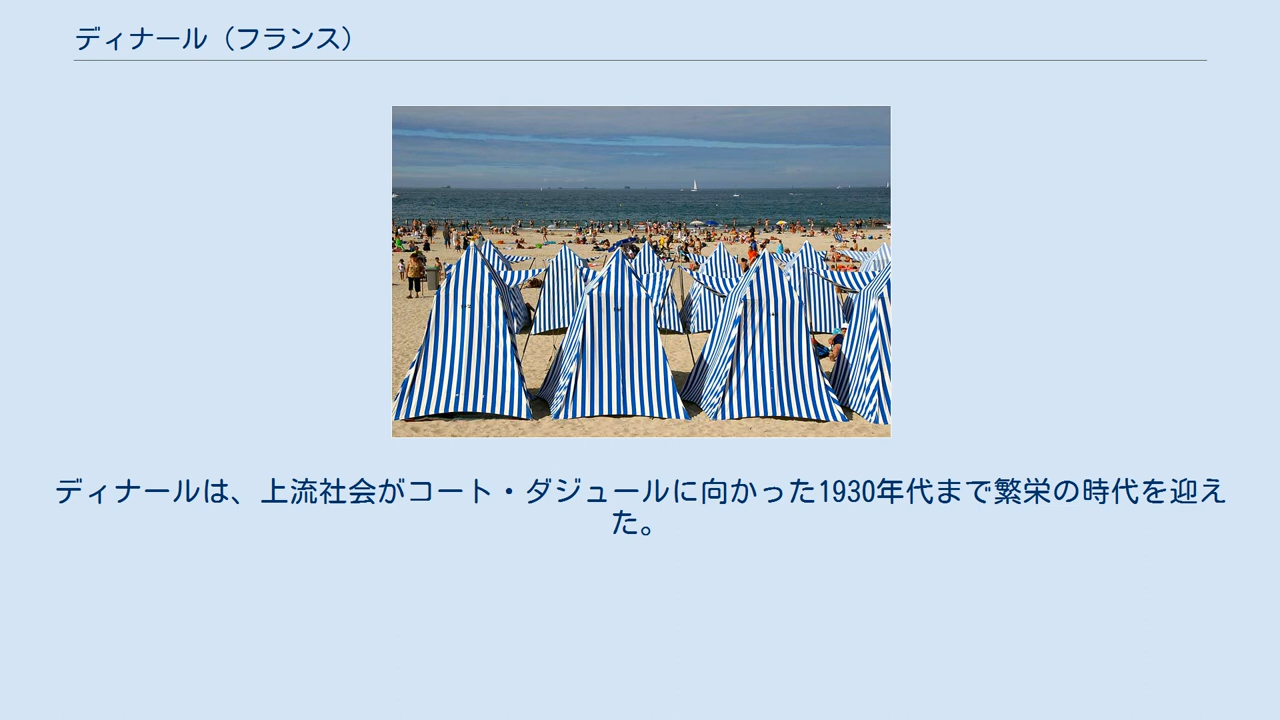 ディナール（フランス）
ディナールは、上流社会がコート・ダジュールに向かった1930年代まで繁栄の時代を迎え
た。